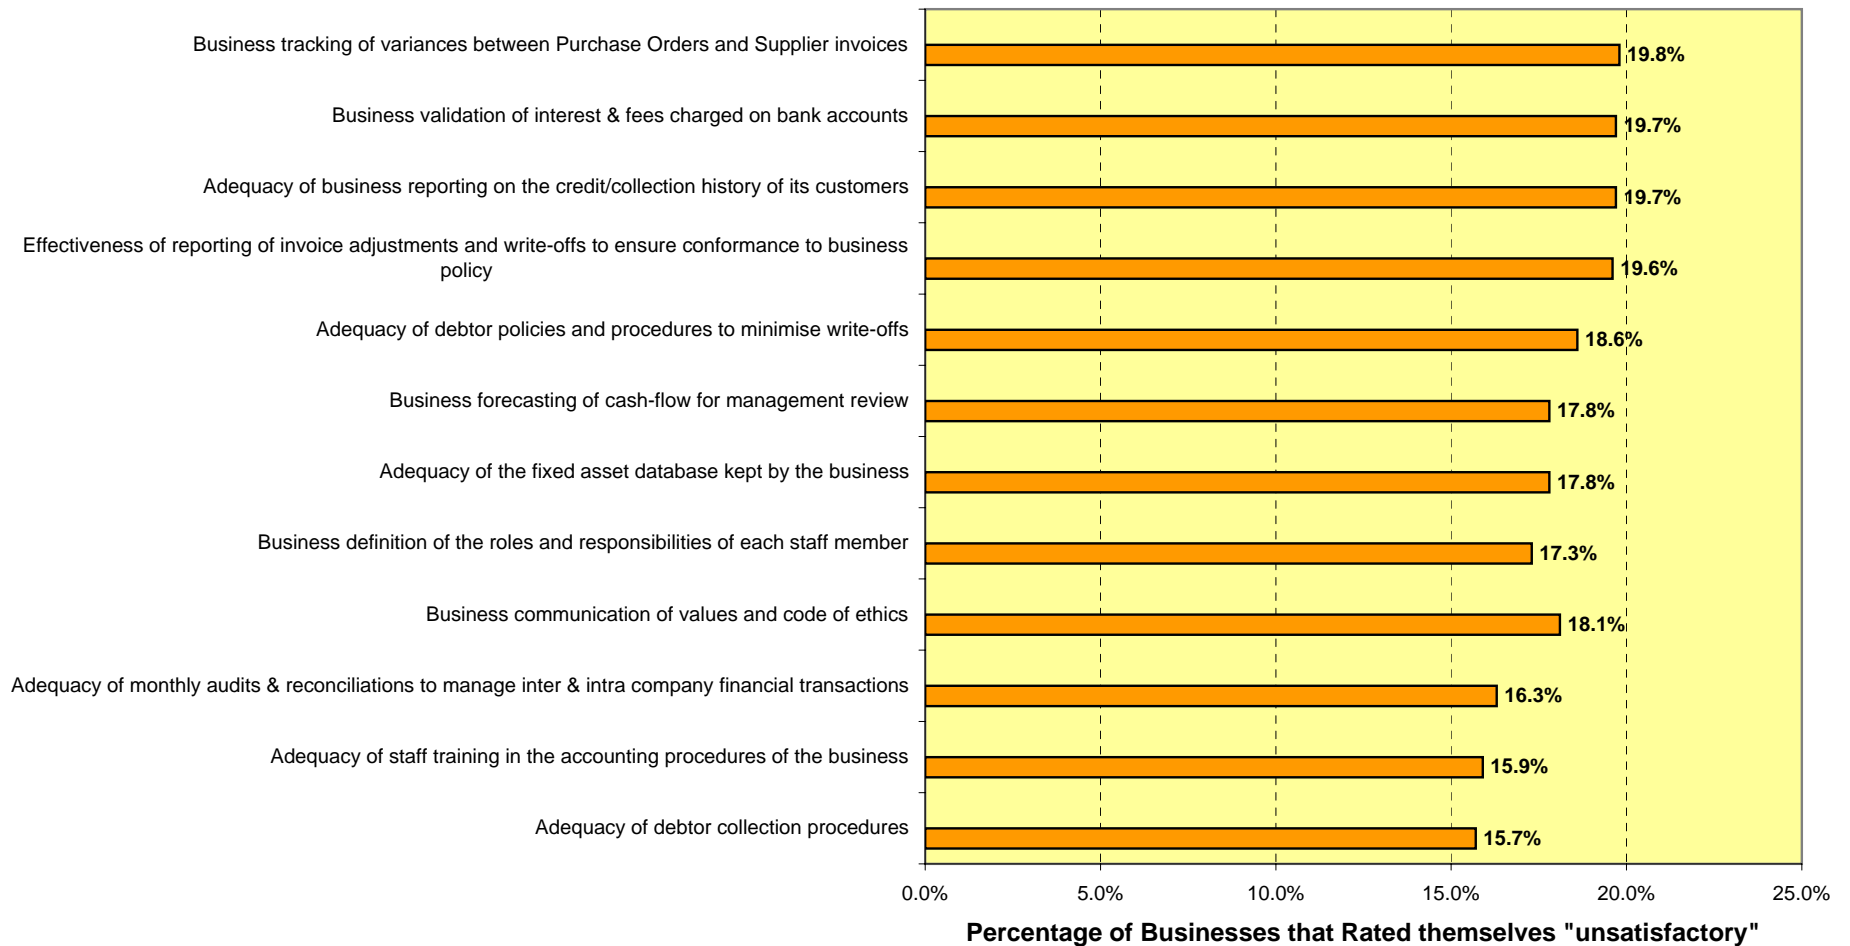 Business tracking of variances between Purchase Orders and Supplier invoices
19.8%
Business validation of interest & fees charged on bank accounts
19.7%
Adequacy of business reporting on the credit/collection history of its customers
19.7%
Effectiveness of reporting of invoice adjustments and write-offs to ensure conformance to business
policy
19.6%
Adequacy of debtor policies and procedures to minimise write-offs
18.6%
Business forecasting of cash-flow for management review
17.8%
Adequacy of the fixed asset database kept by the business
17.8%
Business definition of the roles and responsibilities of each staff member
17.3%
Business communication of values and code of ethics
18.1%
Adequacy of monthly audits & reconciliations to manage inter & intra company financial transactions
16.3%
Adequacy of staff training in the accounting procedures of the business
15.9%
Adequacy of debtor collection procedures
15.7%
0.0% 5.0% 10.0% 15.0% 20.0% 25.0%
Percentage of Businesses that Rated themselves "unsatisfactory"